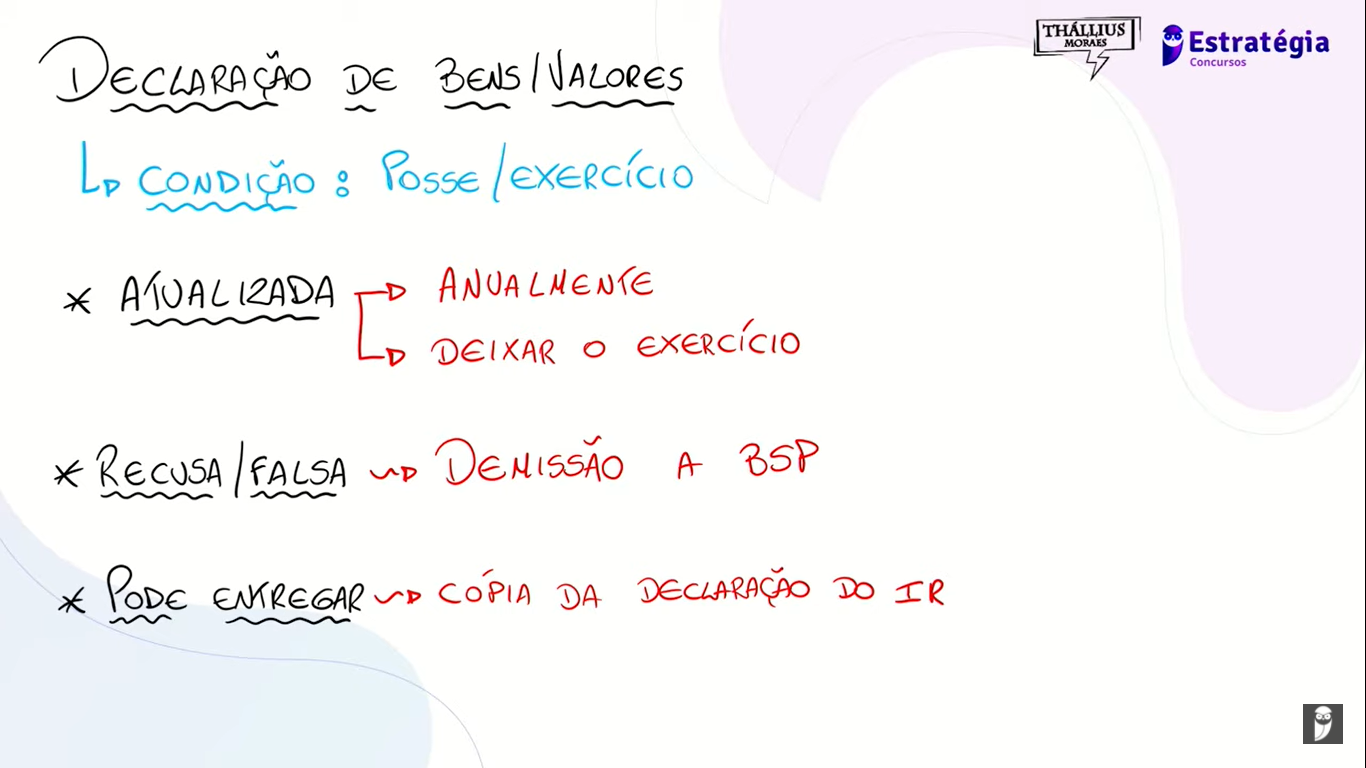 THÁLLIUS
MORAES
Estratégia
Concursos
DECLARAÇÃO DE BENS/VALORES
CONDIÇÃO: POSSE/EXERCÍCIO
* ATUALIZADA ANUALMENTE
DEIXAR O EXERCÍCIO
* RECUSA/FALSA DEMISSÃO A BSP
* PODE ENTREGAR CÓPIA DA DECLARAÇÃO DO IR